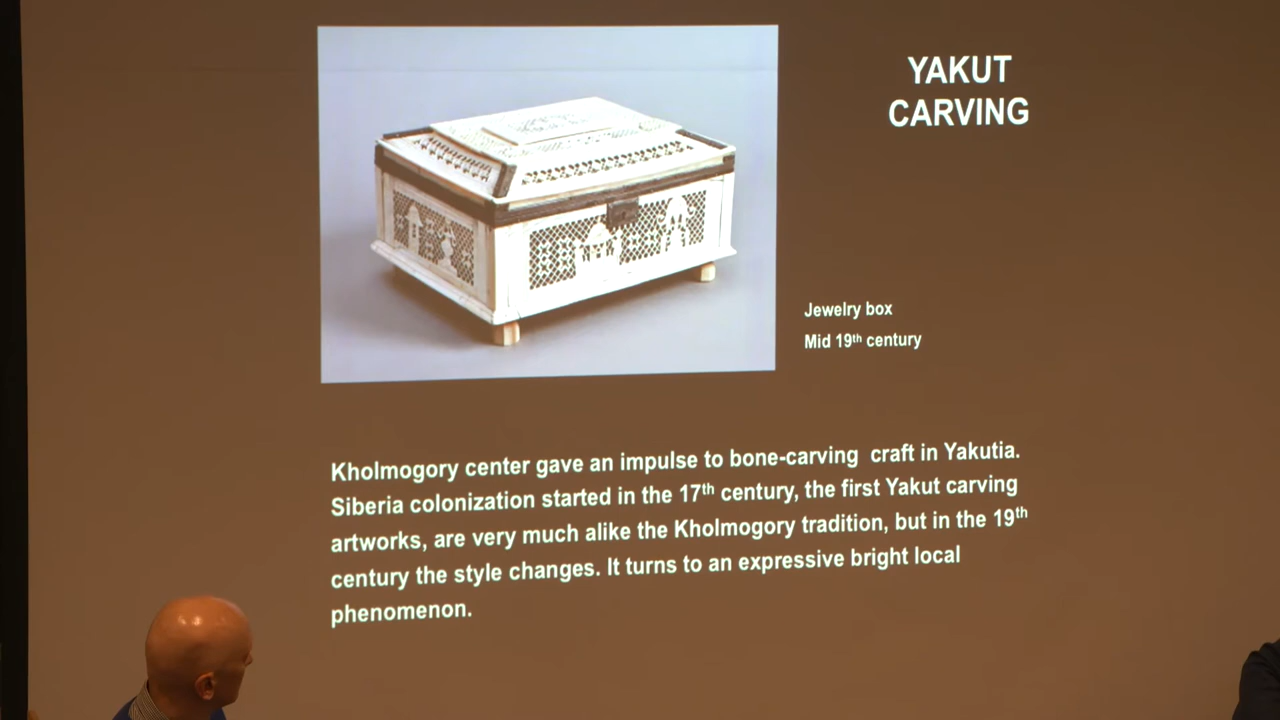 YAKUT
CARVING
Jewelry box
Mid 19th century
Kholmogory center gave an impulse to bone-carving craft in Yakutia.
Siberia colonization started in the 17th century, the first Yakut carving
artworks, are very much alike the Kholmogory tradition, but in the 19th
century the style changes. It turns to an expressive bright local
phenomenon.